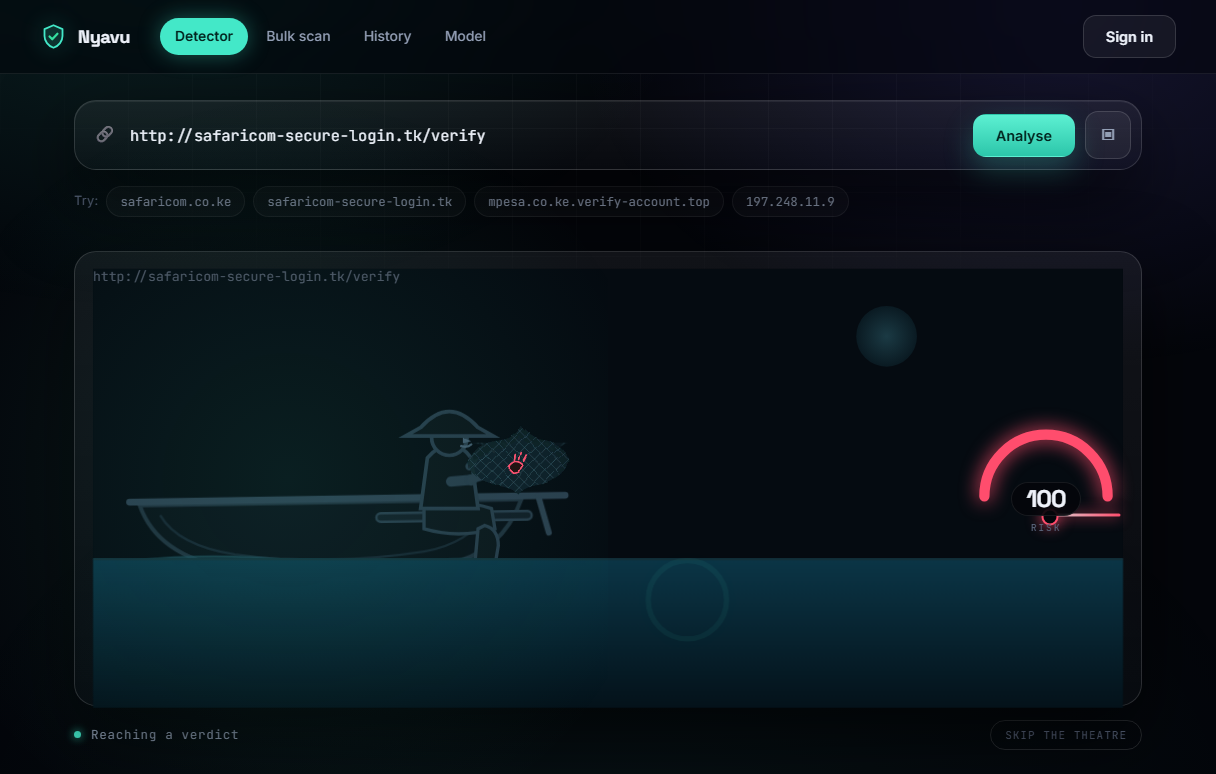 Nyavu
Detector
Bulk scan
History
Model
Sign in
http://safaricom-secure-login.tk/verify
Analyse
Try:
safaricom.co.ke
safaricom-secure-login.tk
mpesa.co.ke.verify-account.top
197.248.11.9
http://safaricom-secure-login.tk/verify
100
RISK
Reaching a verdict
SKIP THE THEATRE